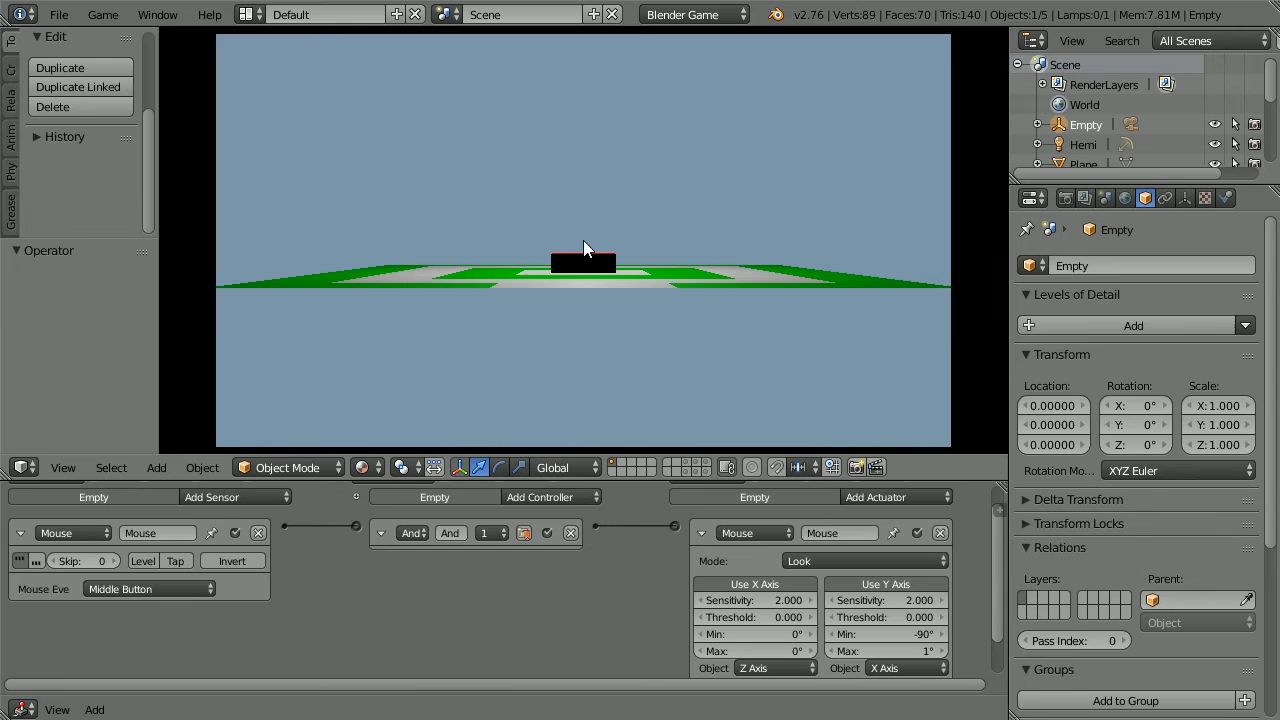 File Game Window Help Default Scene Blender Game v2.76 | Verts:89 | Faces:70 | Tris:140 | Objects:1/5 | Lamps:0/1 | Mem:7.81M | Empty
View Search All Scenes
Scene
RenderLayers
World
Empty
Hemi
Plane
To
Cr
Rela
Anim
Phy
Grease
Edit
Duplicate
Duplicate Linked
Delete
History
Operator
Empty
Empty
Levels of Detail
Add
Transform
Location: Rotation: Scale:
0.00000 X: 0° X: 1.000
0.00000 Y: 0° Y: 1.000
0.00000 Z: 0° Z: 1.000
Rotation Mo... XYZ Euler
Delta Transform
Transform Locks
Relations
Layers: Parent:
Object
Pass Index: 0
Groups
Add to Group
View Select Add Object Object Mode Global
Empty Add Sensor Empty Add Controller Empty Add Actuator
Mouse Mouse And And 1 Mouse Mouse
Skip: 0 Level Tap Invert Mode: Look
Mouse Eve Middle Button Use X Axis Use Y Axis
Sensitivity: 2.000 Sensitivity: 2.000
Threshold: 0.000 Threshold: 0.000
Min: 0° Min: -90°
Max: 0° Max: 1°
Object Z Axis Object X Axis
View Add